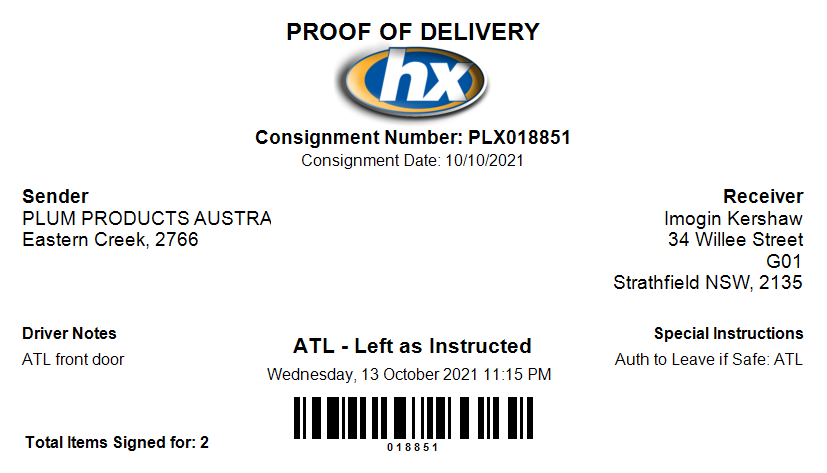 PROOF OF DELIVERY
hx
Consignment Number: PLX018851
Consignment Date: 10/10/2021
Sender
PLUM PRODUCTS AUSTRA
Eastern Creek, 2766
Receiver
Imogin Kershaw
34 Willee Street
G01
Strathfield NSW, 2135
Driver Notes
ATL front door
ATL - Left as Instructed
Wednesday, 13 October 2021 11:15 PM
Special Instructions
Auth to Leave if Safe: ATL
018851
Total Items Signed for: 2